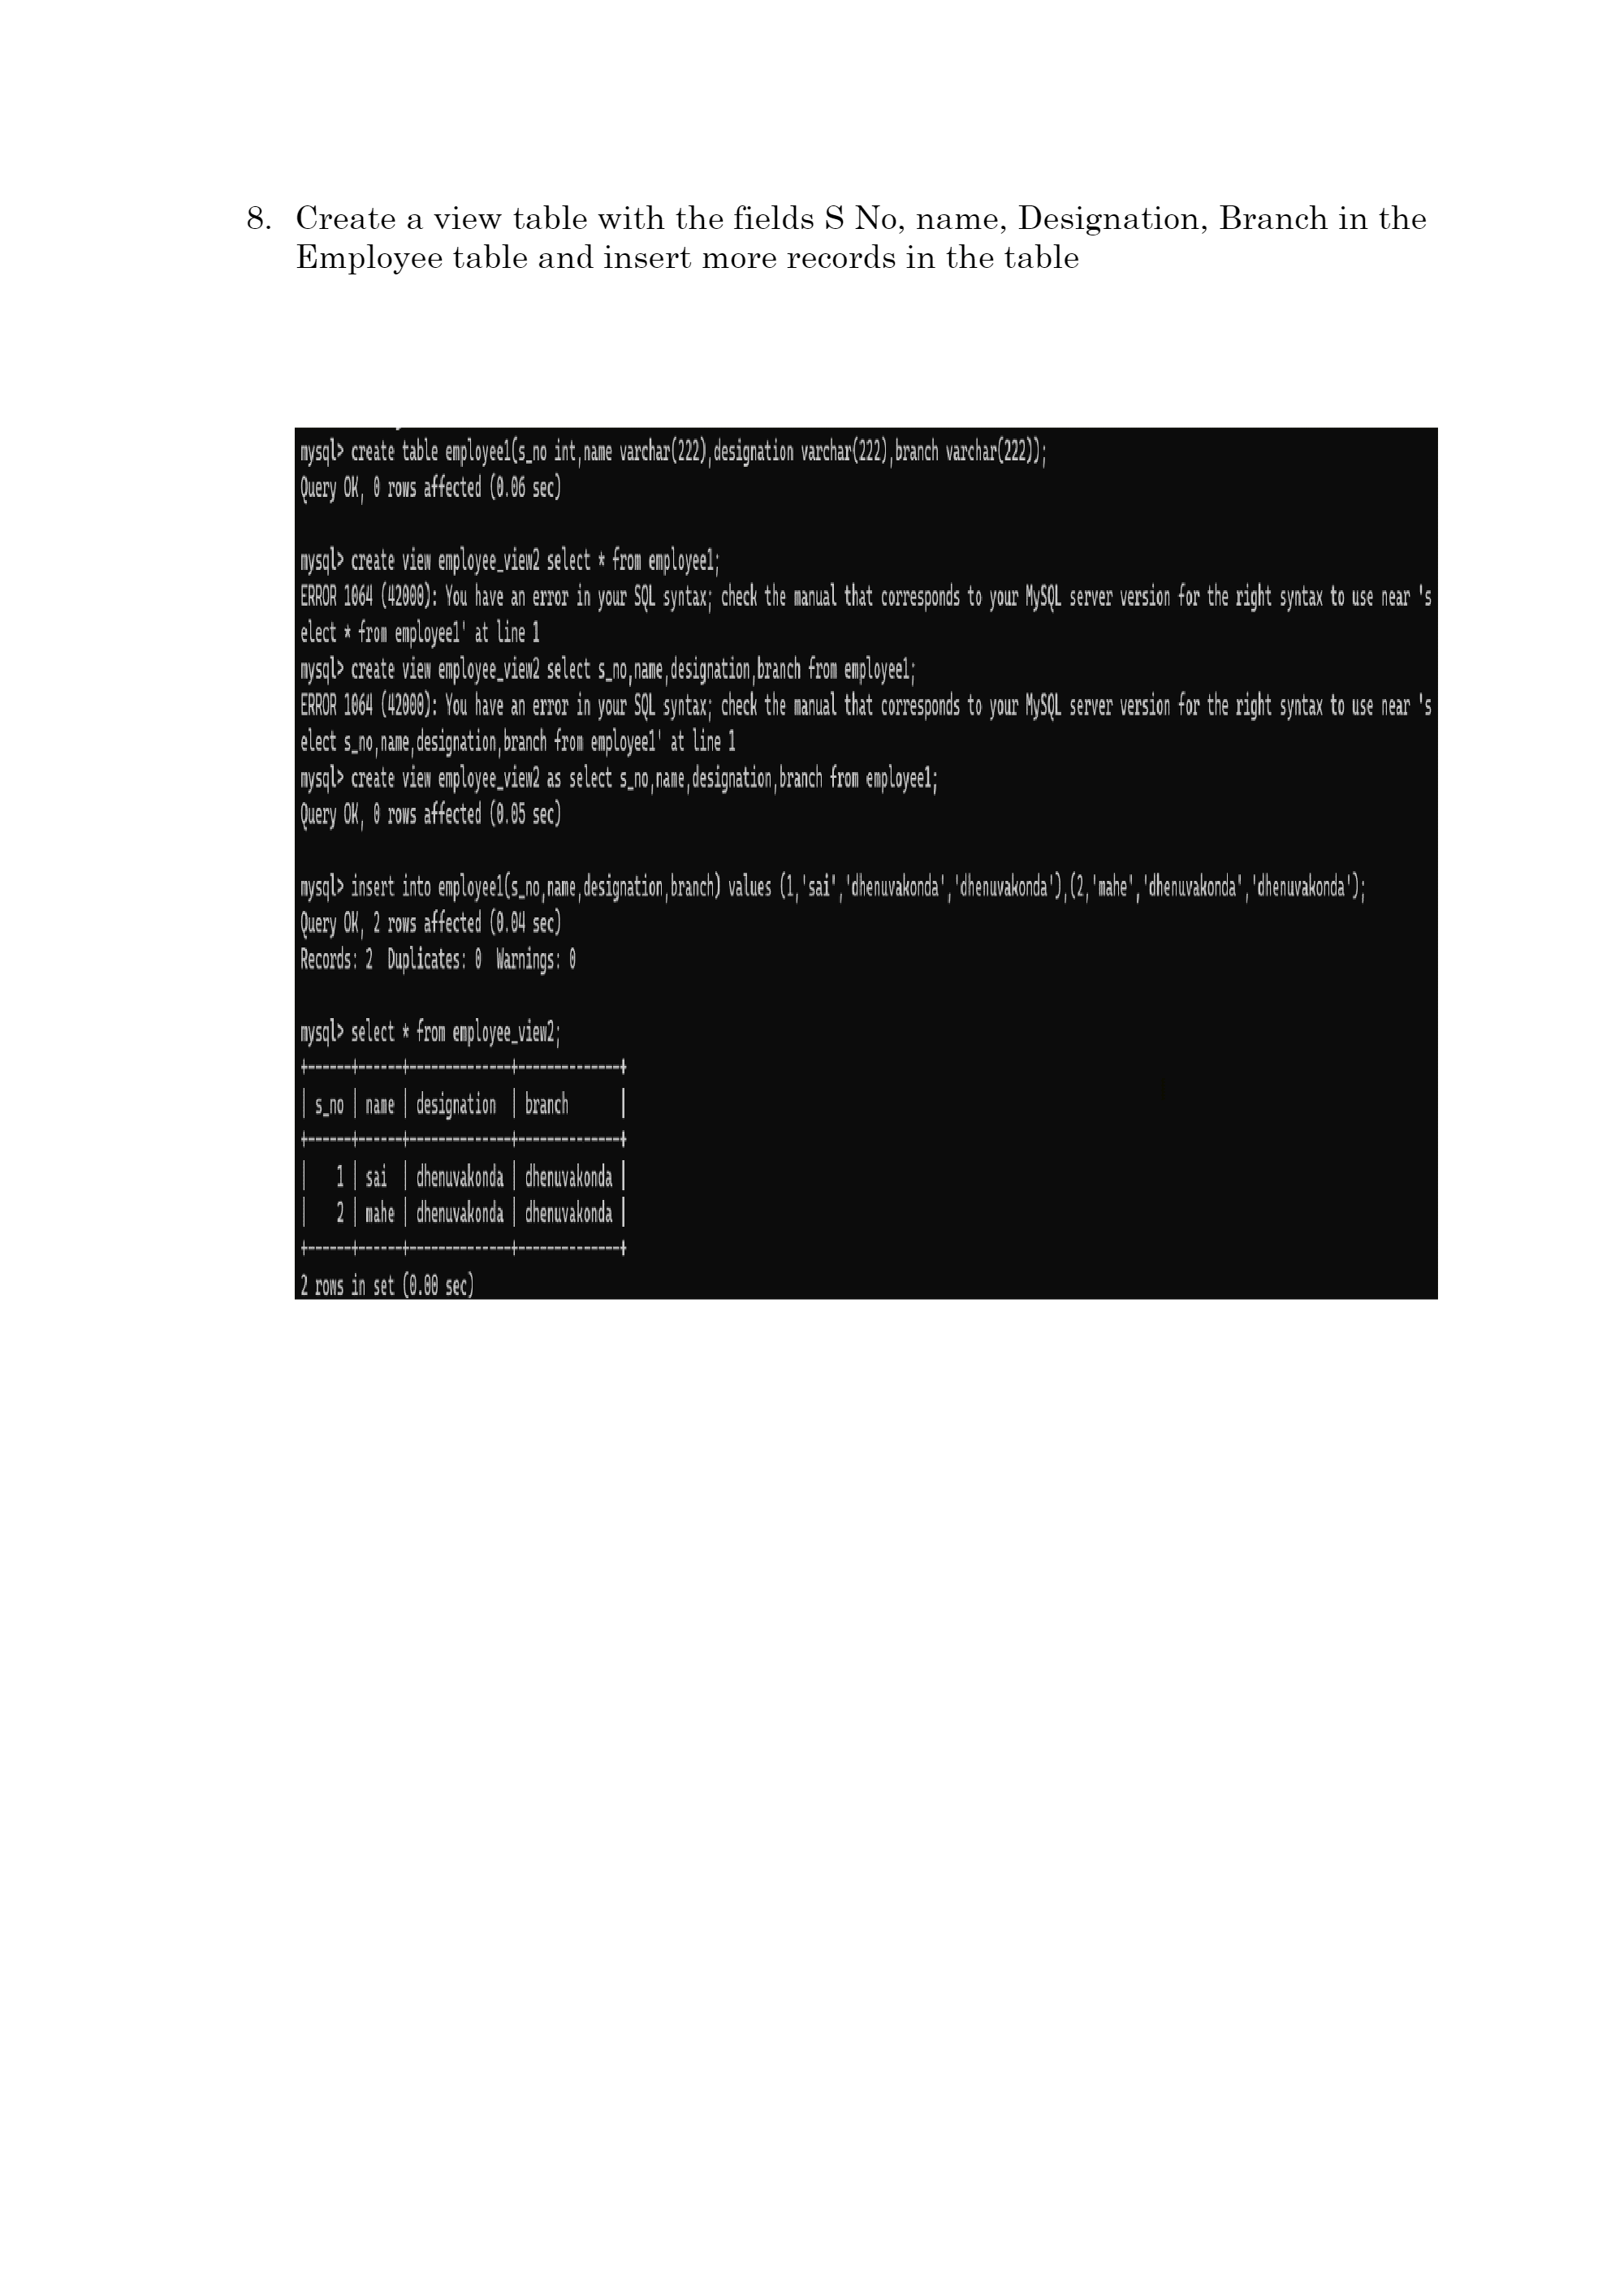 8. Create a view table with the fields S No, name, Designation, Branch in the
Employee table and insert more records in the table
mysql> create table employee1(s_no int,name varchar(222),designation varchar(222),branch varchar(222));
Query OK, 0 rows affected (0.06 sec)
mysql> create view employee_view2 select * from employee1;
ERROR 1064 (42000): You have an error in your SQL syntax; check the manual that corresponds to your MySQL server version for the right syntax to use near 's
elect * from employee1' at line 1
mysql> create view employee_view2 select s_no,name,designation,branch from employee1;
ERROR 1064 (42000): You have an error in your SQL syntax; check the manual that corresponds to your MySQL server version for the right syntax to use near 's
elect s_no,name,designation,branch from employee1' at line 1
mysql> create view employee_view2 as select s_no,name,designation,branch from employee1;
Query OK, 0 rows affected (0.05 sec)
mysql> insert into employee1(s_no,name,designation,branch) values (1,'sai','dhenuvakonda','dhenuvakonda'),(2,'mahe','dhenuvakonda','dhenuvakonda');
Query OK, 2 rows affected (0.04 sec)
Records: 2  Duplicates: 0  Warnings: 0
mysql> select * from employee_view2;
+------+------+--------------+--------------+
| s_no | name | designation  | branch       |
+------+------+--------------+--------------+
|    1 | sai  | dhenuvakonda | dhenuvakonda |
|    2 | mahe | dhenuvakonda | dhenuvakonda |
+------+------+--------------+--------------+
2 rows in set (0.00 sec)